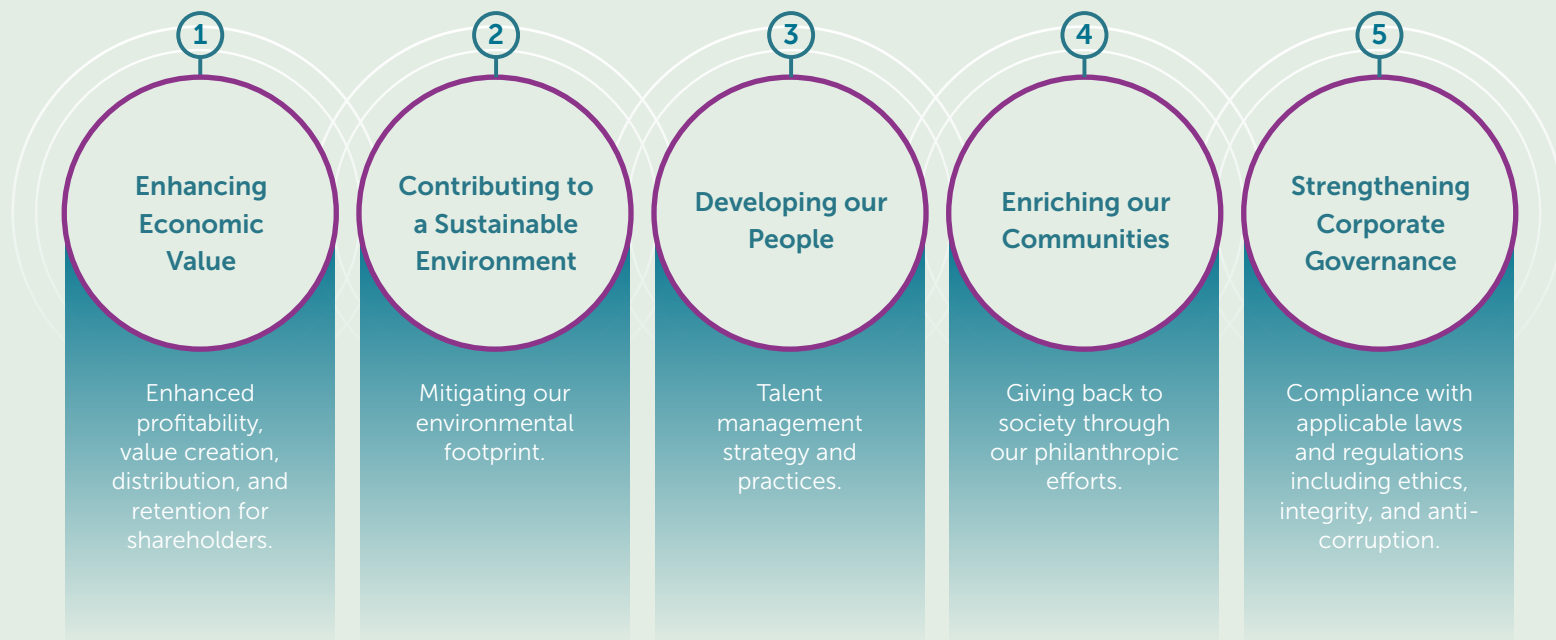 1
Enhancing
Economic
Value
Enhanced
profitability,
value creation,
distribution, and
retention for
shareholders.
2
Contributing to
a Sustainable
Environment
Mitigating our
environmental
footprint.
3
Developing our
People
Talent
management
strategy and
practices.
4
Enriching our
Communities
Giving back to
society through
our philanthropic
efforts.
5
Strengthening
Corporate
Governance
Compliance with
applicable laws
and regulations
including ethics,
integrity, and anti-
corruption.